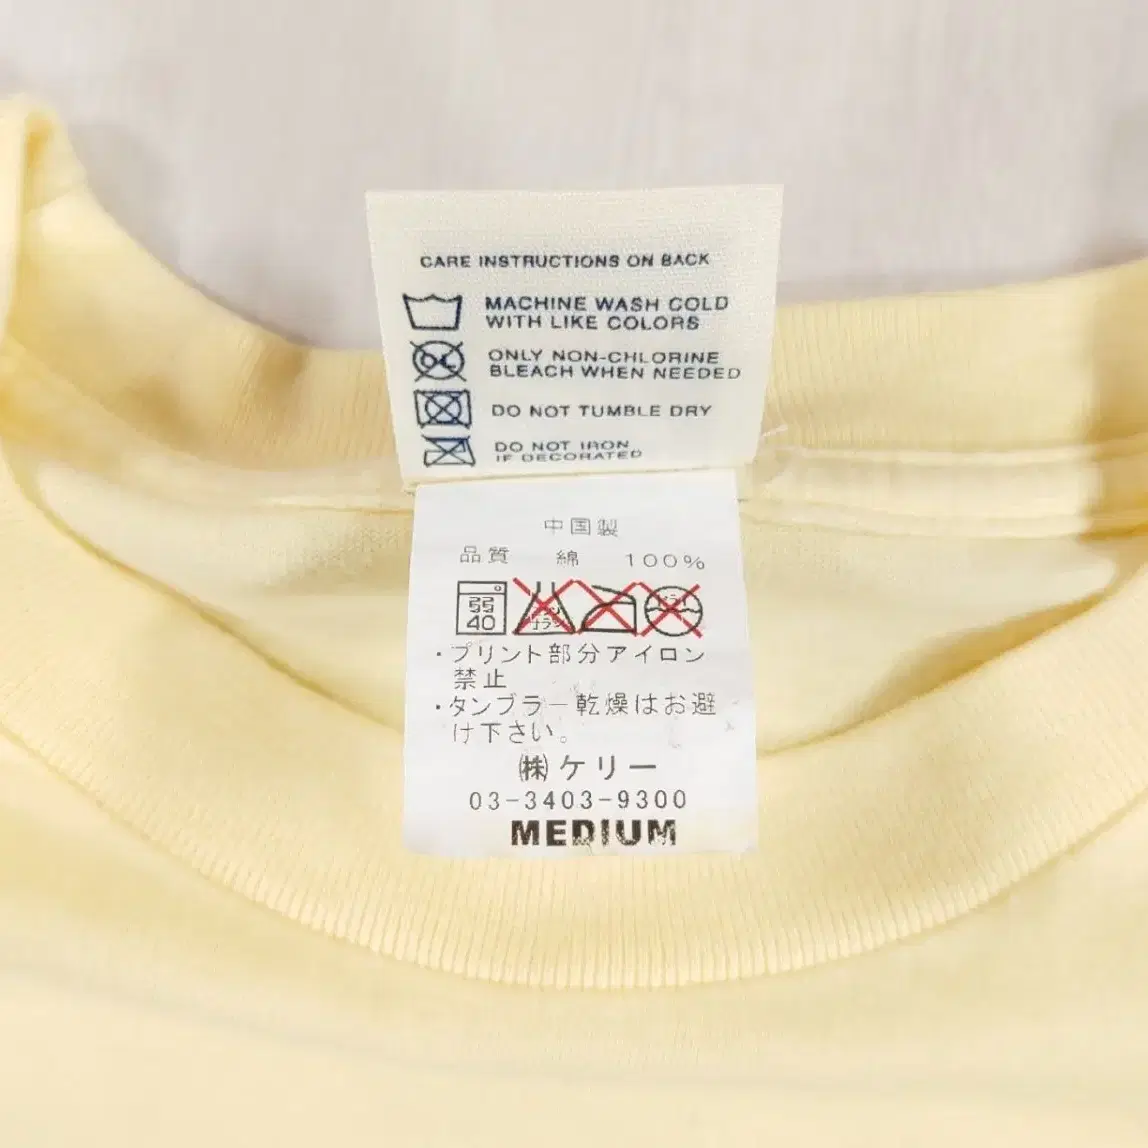 CARE INSTRUCTIONS ON BACK
MACHINE WASH COLD
WITH LIKE COLORS
ONLY NON-CHLORINE
BLEACH WHEN NEEDED
DO NOT TUMBLE DRY
DO NOT IRON
IF DECORATED
中国製
品質 綿 100%
40
・プリント部分アイロン
禁止
・タンブラー乾燥はお避
け下さい。
㈱ケリー
03-3403-9300
MEDIUM